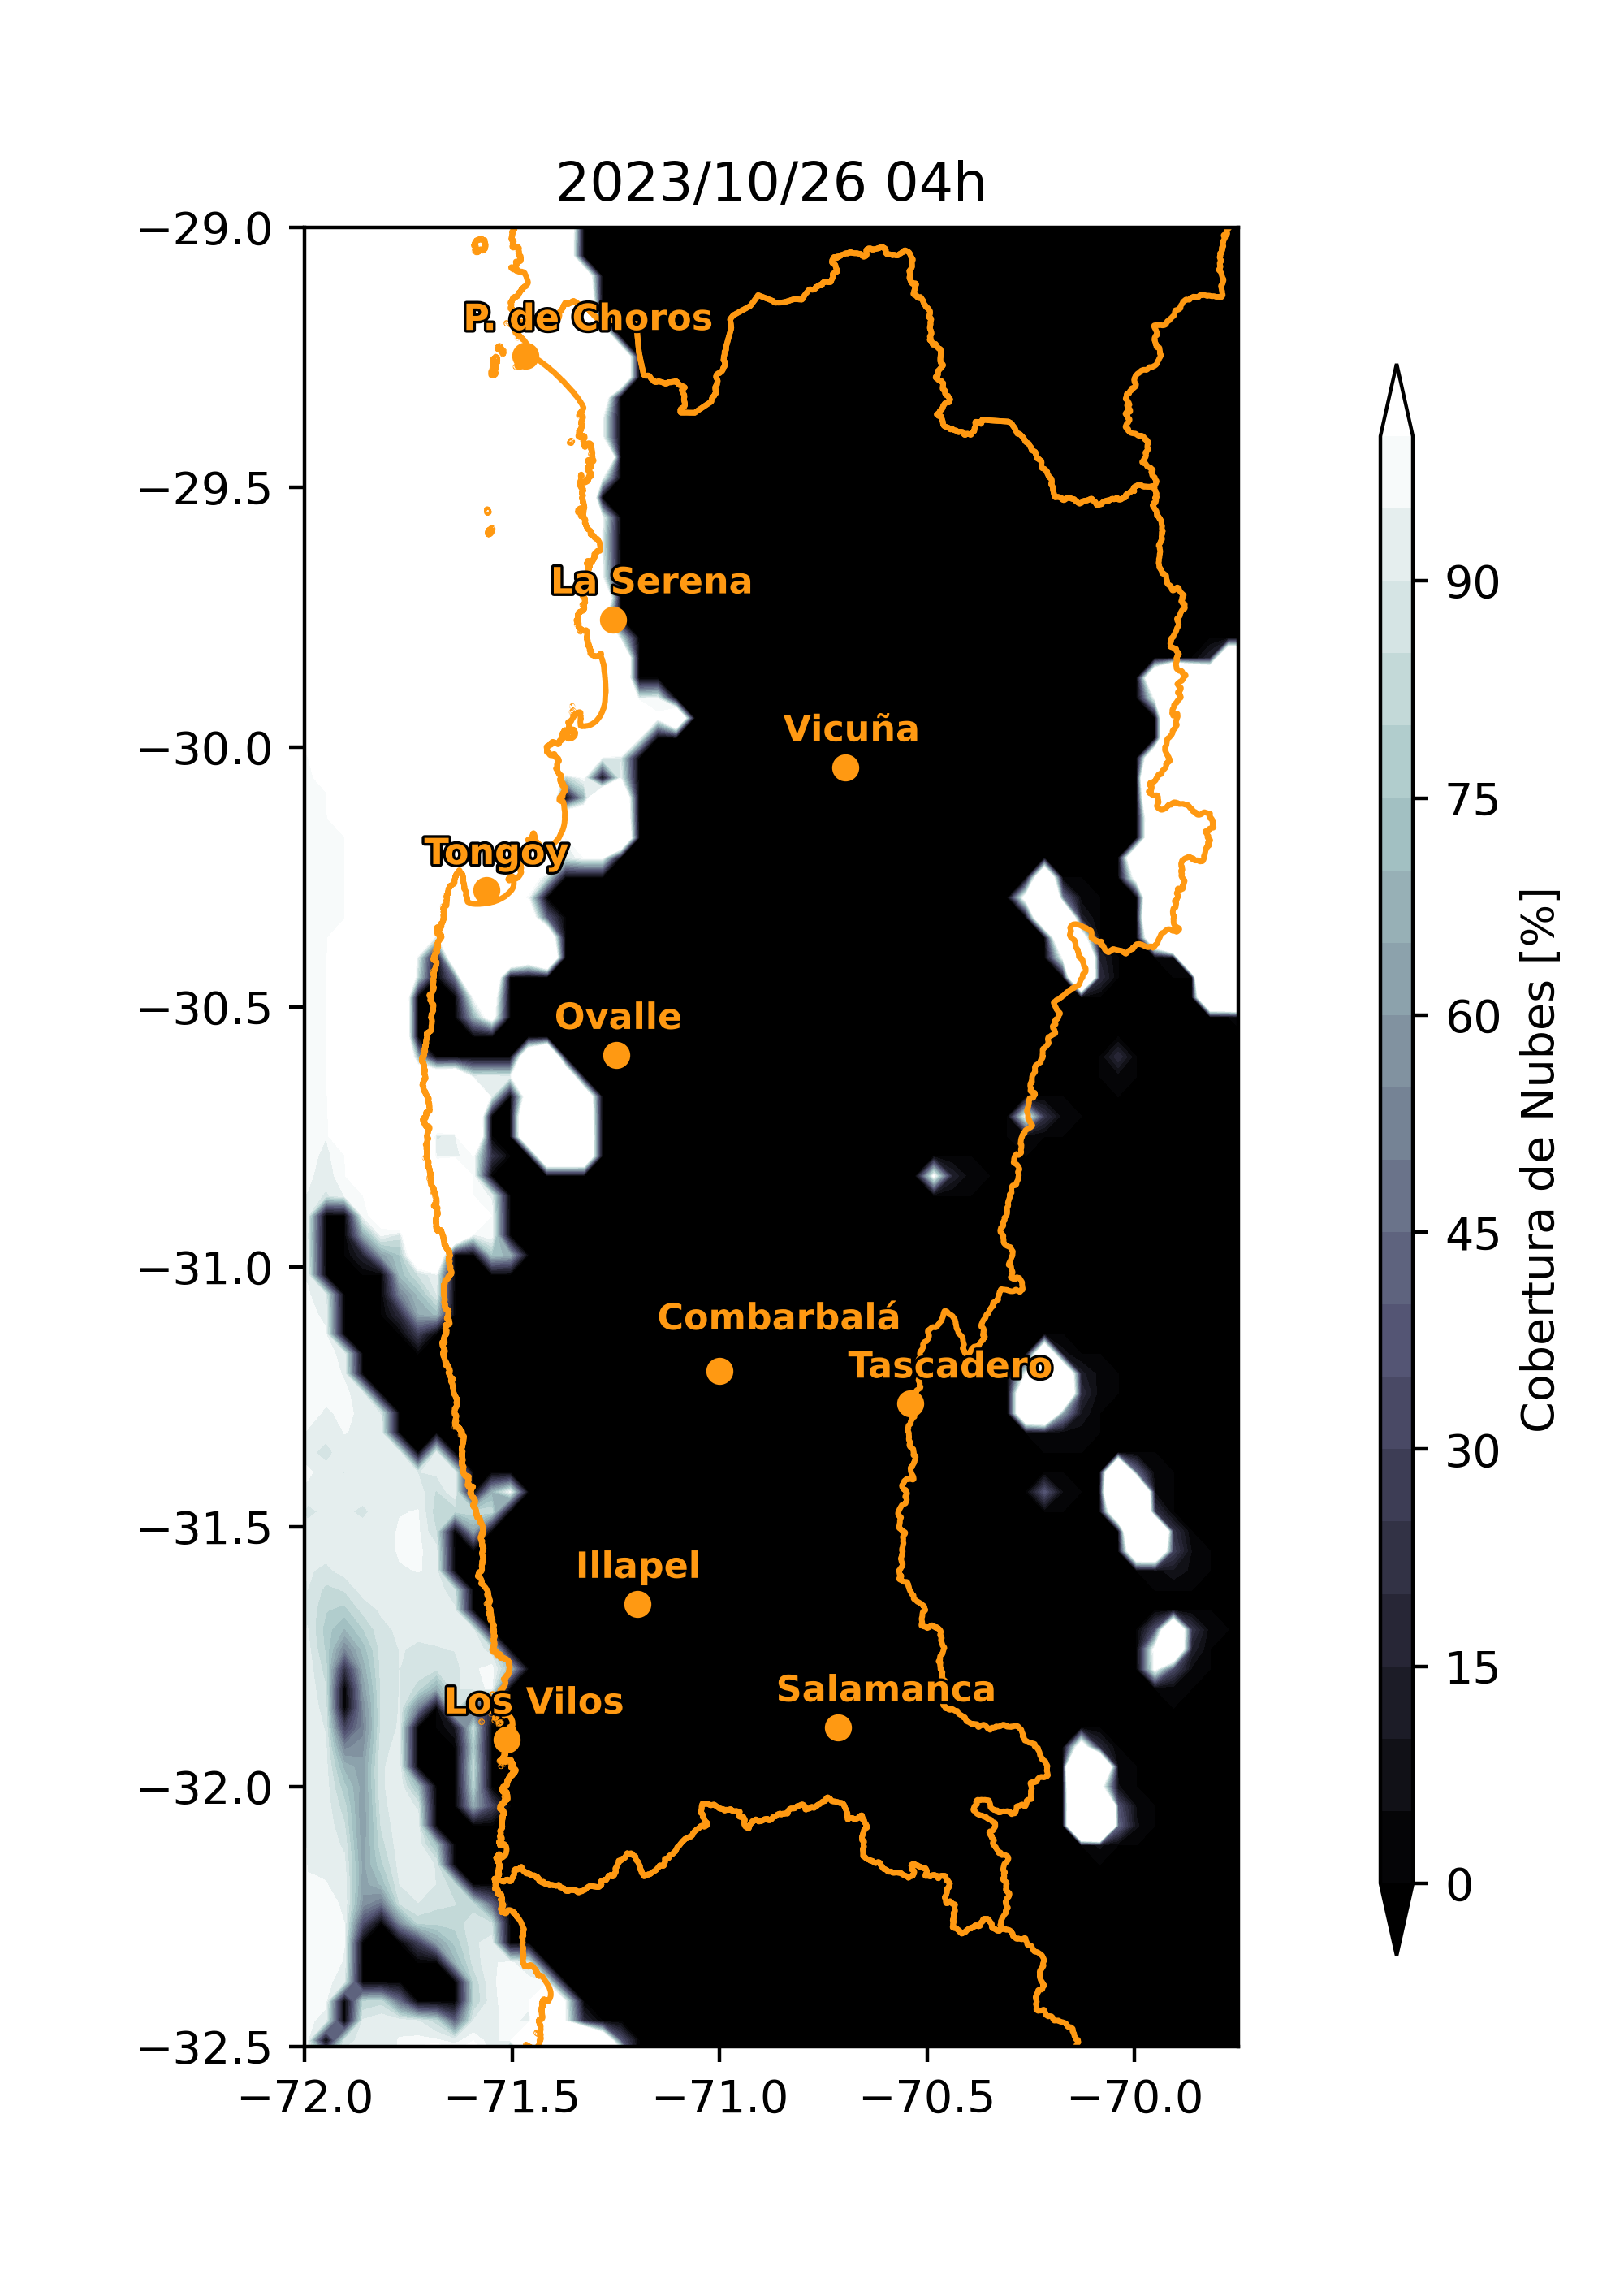 2023/10/26 04h
−29.0
−29.5
−30.0
−30.5
−31.0
−31.5
−32.0
−32.5
−72.0
−71.5
−71.0
−70.5
−70.0
P. de Choros
La Serena
Vicuña
Tongoy
Ovalle
Combarbalá
Tascadero
Illapel
Los Vilos
Salamanca
90
75
60
45
30
15
0
Cobertura de Nubes [%]